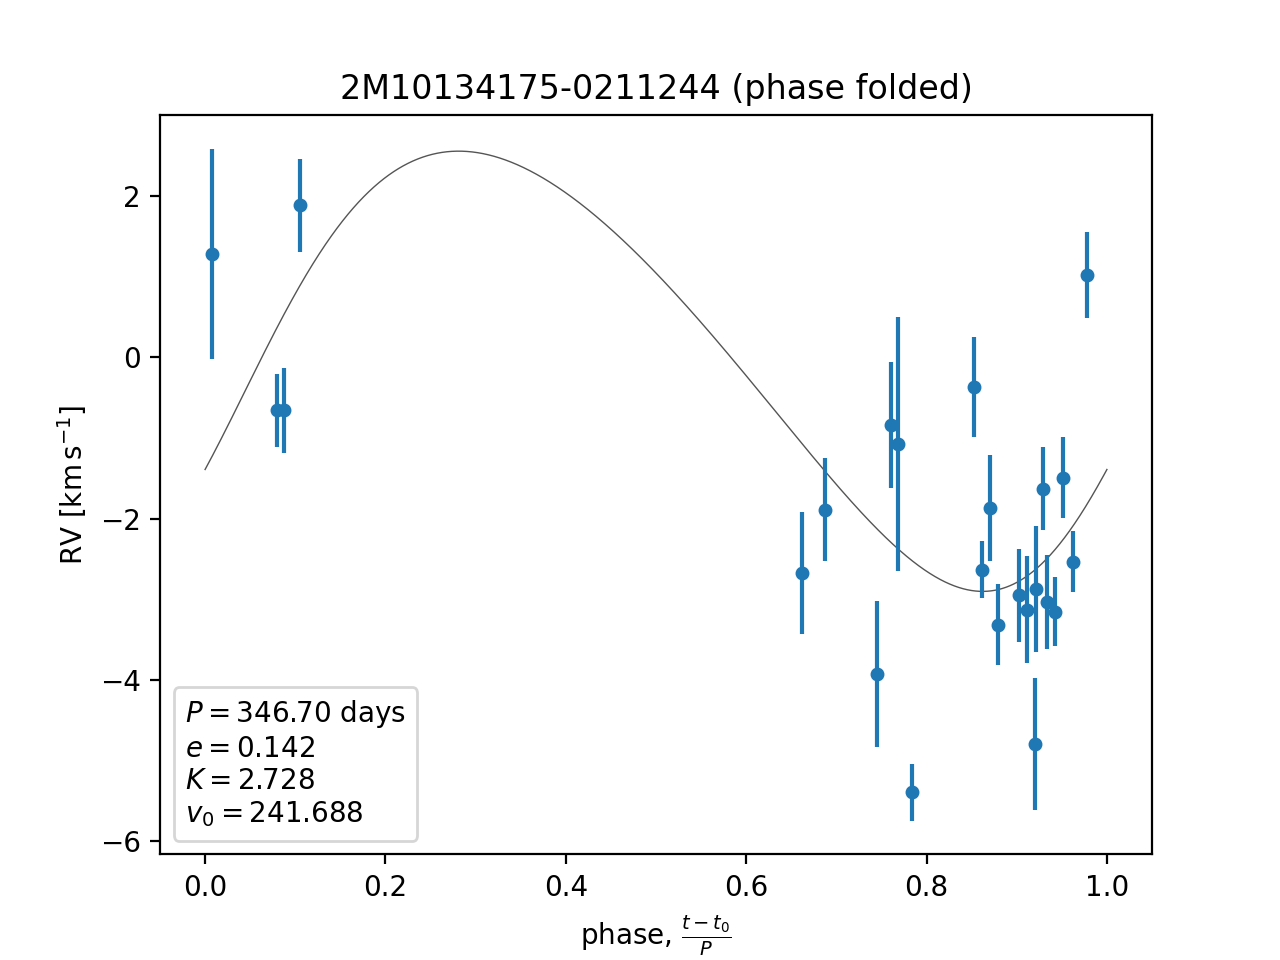 2M10134175-0211244 (phase folded)
RV [km s⁻¹]
2
0
−2
−4
−6
P = 346.70 days
e = 0.142
K = 2.728
v₀ = 241.688
0.0 0.2 0.4 0.6 0.8 1.0
phase, (t − t₀)/P